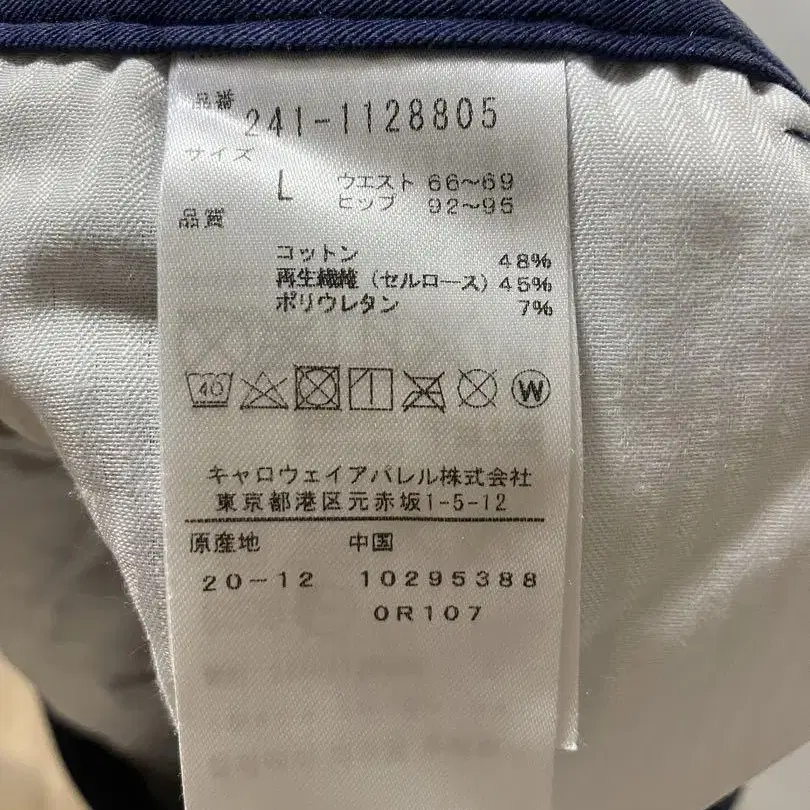 品番
241-1128805
サイズ
L ウエスト 66～69
ヒップ 92～95
品質
コットン 48%
再生繊維 (セルロース) 45%
ポリウレタン 7%
40
W
キャロウェイアパレル株式会社
東京都港区元赤坂1-5-12
原産地 中国
20-12 10295388
0R107